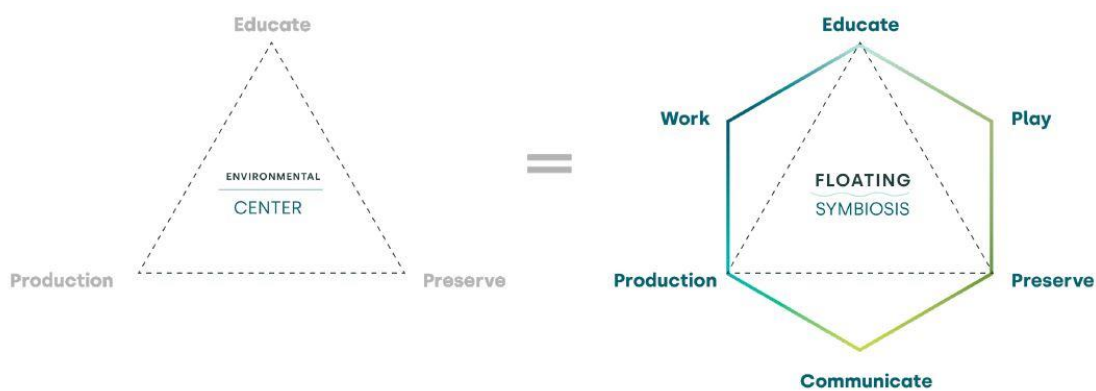 Educate
ENVIRONMENTAL
CENTER
Production
Preserve
=
Educate
Work
Play
FLOATING
SYMBIOSIS
Production
Preserve
Communicate